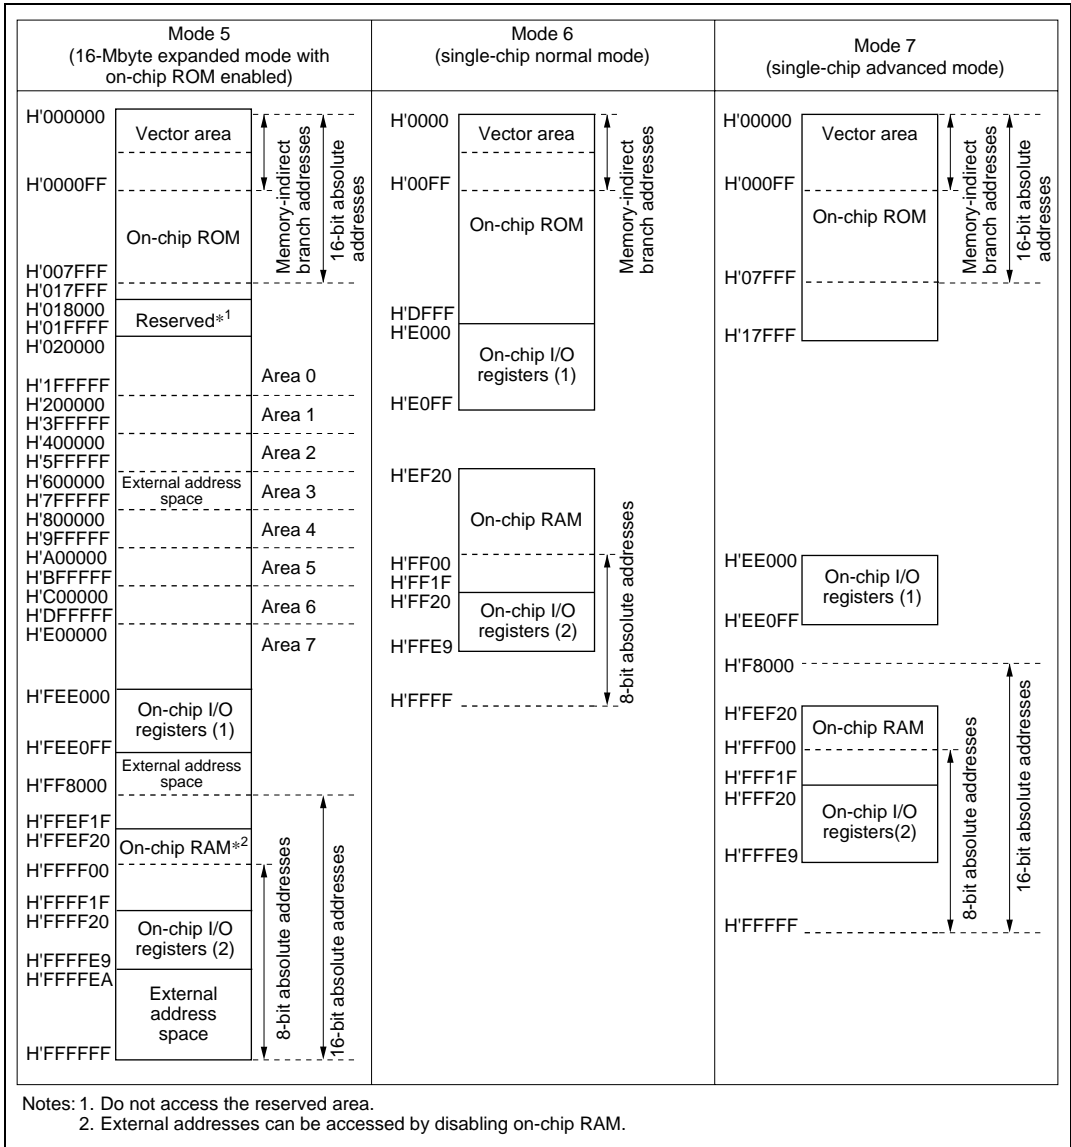 Mode 5
(16-Mbyte expanded mode with
on-chip ROM enabled)
H'000000
Vector area
H'0000FF
On-chip ROM
H'007FFF
H'017FFF
H'018000
Reserved*1
H'01FFFF
H'020000
Area 0
H'1FFFFF
H'200000
Area 1
H'3FFFFF
H'400000
Area 2
H'5FFFFF
H'600000
External address
space
Area 3
H'7FFFFF
H'800000
Area 4
H'9FFFFF
H'A00000
Area 5
H'BFFFFF
H'C00000
Area 6
H'DFFFFF
H'E00000
Area 7
H'FEE000
On-chip I/O
registers (1)
H'FEE0FF
External address
space
H'FF8000
H'FFEF1F
H'FFEF20
On-chip RAM*2
H'FFFF00
H'FFFF1F
H'FFFF20
On-chip I/O
registers (2)
H'FFFFE9
H'FFFFEA
External
address
space
H'FFFFFF
Memory-indirect
branch addresses
16-bit absolute
addresses
8-bit absolute addresses
16-bit absolute addresses
Mode 6
(single-chip normal mode)
H'0000
Vector area
H'00FF
On-chip ROM
H'DFFF
H'E000
On-chip I/O
registers (1)
H'E0FF
H'EF20
On-chip RAM
H'FF00
H'FF1F
H'FF20
On-chip I/O
registers (2)
H'FFE9
H'FFFF
Memory-indirect
branch addresses
8-bit absolute addresses
Mode 7
(single-chip advanced mode)
H'00000
Vector area
H'000FF
On-chip ROM
H'07FFF
H'17FFF
H'EE000
On-chip I/O
registers (1)
H'EE0FF
H'F8000
H'FEF20
On-chip RAM
H'FFF00
H'FFF1F
H'FFF20
On-chip I/O
registers(2)
H'FFFE9
H'FFFFF
Memory-indirect
branch addresses
16-bit absolute
addresses
8-bit absolute addresses
16-bit absolute addresses
Notes: 1. Do not access the reserved area.
2. External addresses can be accessed by disabling on-chip RAM.